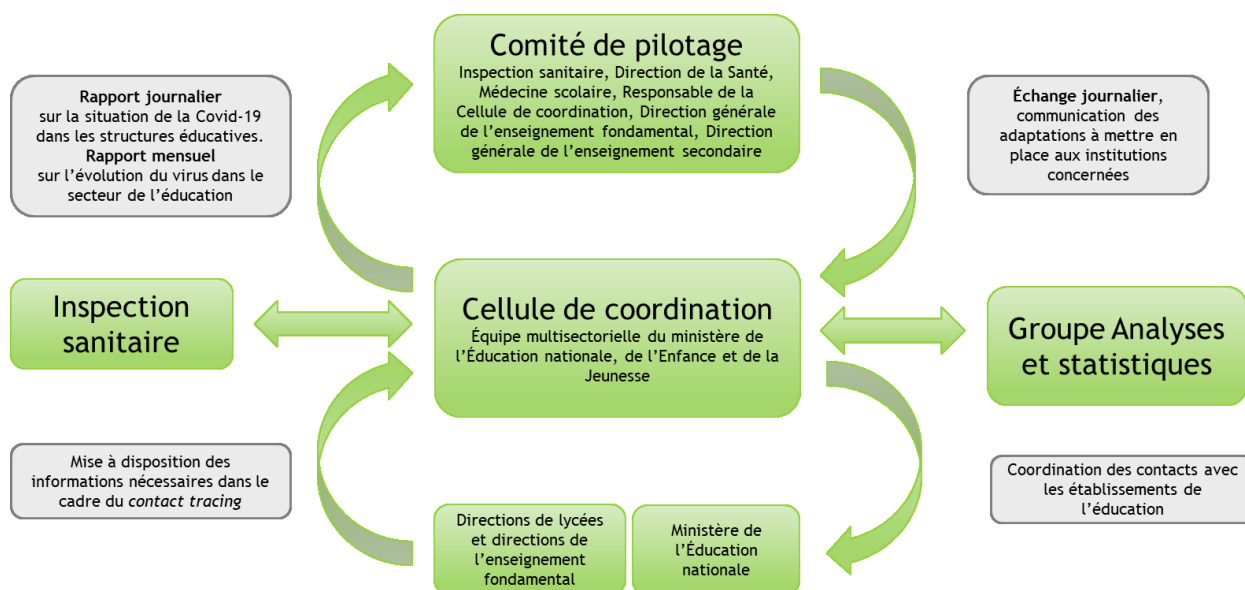 Comité de pilotage
Inspection sanitaire, Direction de la Santé,
Médecine scolaire, Responsable de la
Cellule de coordination, Direction générale
de l'enseignement fondamental, Direction
générale de l'enseignement secondaire
Rapport journalier
sur la situation de la Covid-19
dans les structures éducatives.
Rapport mensuel
sur l'évolution du virus dans le
secteur de l'éducation
Échange journalier,
communication des
adaptations à mettre en
place aux institutions
concernées
Inspection
sanitaire
Cellule de coordination
Équipe multisectorielle du ministère de
l'Éducation nationale, de l'Enfance et de la
Jeunesse
Groupe Analyses
et statistiques
Mise à disposition des
informations nécessaires dans le
cadre du contact tracing
Coordination des contacts avec
les établissements de
l'éducation
Directions de lycées
et directions de
l'enseignement
fondamental
Ministère de
l'Éducation
nationale